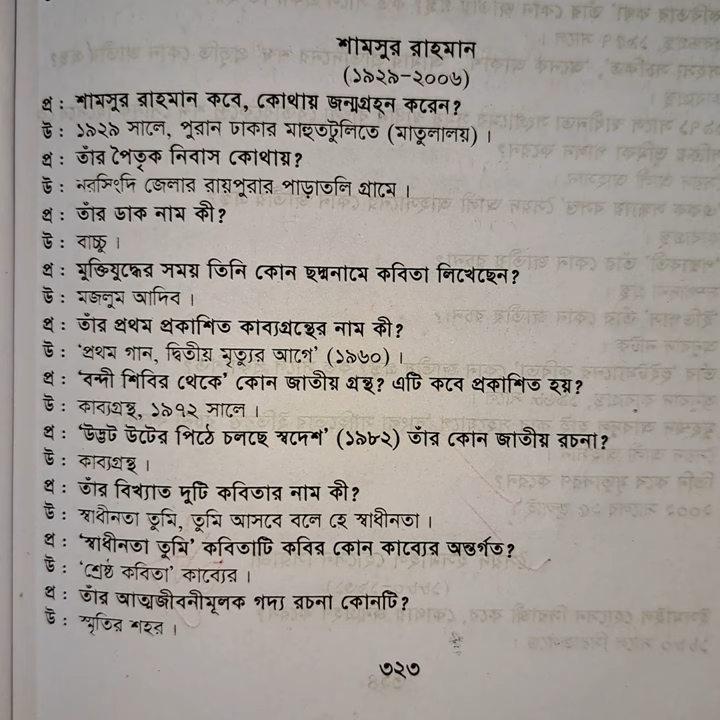 শামসুর রাহমান
(১৯২৯-২০০৬)
প্র : শামসুর রাহমান কবে, কোথায় জন্মগ্রহন করেন?
উ : ১৯২৯ সালে, পুরান ঢাকার মাহুতটুলিতে (মাতুলালয়) ।
প্র : তাঁর পৈতৃক নিবাস কোথায়?
উ : নরসিংদি জেলার রায়পুরার পাড়াতলি গ্রামে ।
প্র : তাঁর ডাক নাম কী?
উ : বাচ্চু ।
প্র : মুক্তিযুদ্ধের সময় তিনি কোন ছদ্মনামে কবিতা লিখেছেন?
উ : মজলুম আদিব ।
প্র : তাঁর প্রথম প্রকাশিত কাব্যগ্রন্থের নাম কী?
উ : ‘প্রথম গান, দ্বিতীয় মৃত্যুর আগে’ (১৯৬০) ।
প্র : ‘বন্দী শিবির থেকে’ কোন জাতীয় গ্রন্থ? এটি কবে প্রকাশিত হয়?
উ : কাব্যগ্রন্থ, ১৯৭২ সালে ।
প্র : ‘উদ্ভট উটের পিঠে চলছে স্বদেশ’ (১৯৮২) তাঁর কোন জাতীয় রচনা?
উ : কাব্যগ্রন্থ ।
প্র : তাঁর বিখ্যাত দুটি কবিতার নাম কী?
উ : স্বাধীনতা তুমি, তুমি আসবে বলে হে স্বাধীনতা ।
প্র : ‘স্বাধীনতা তুমি’ কবিতাটি কবির কোন কাব্যের অন্তর্গত?
উ : ‘শ্রেষ্ঠ কবিতা’ কাব্যের ।
প্র : তাঁর আত্মজীবনীমূলক গদ্য রচনা কোনটি?
উ : স্মৃতির শহর ।
৩২৩